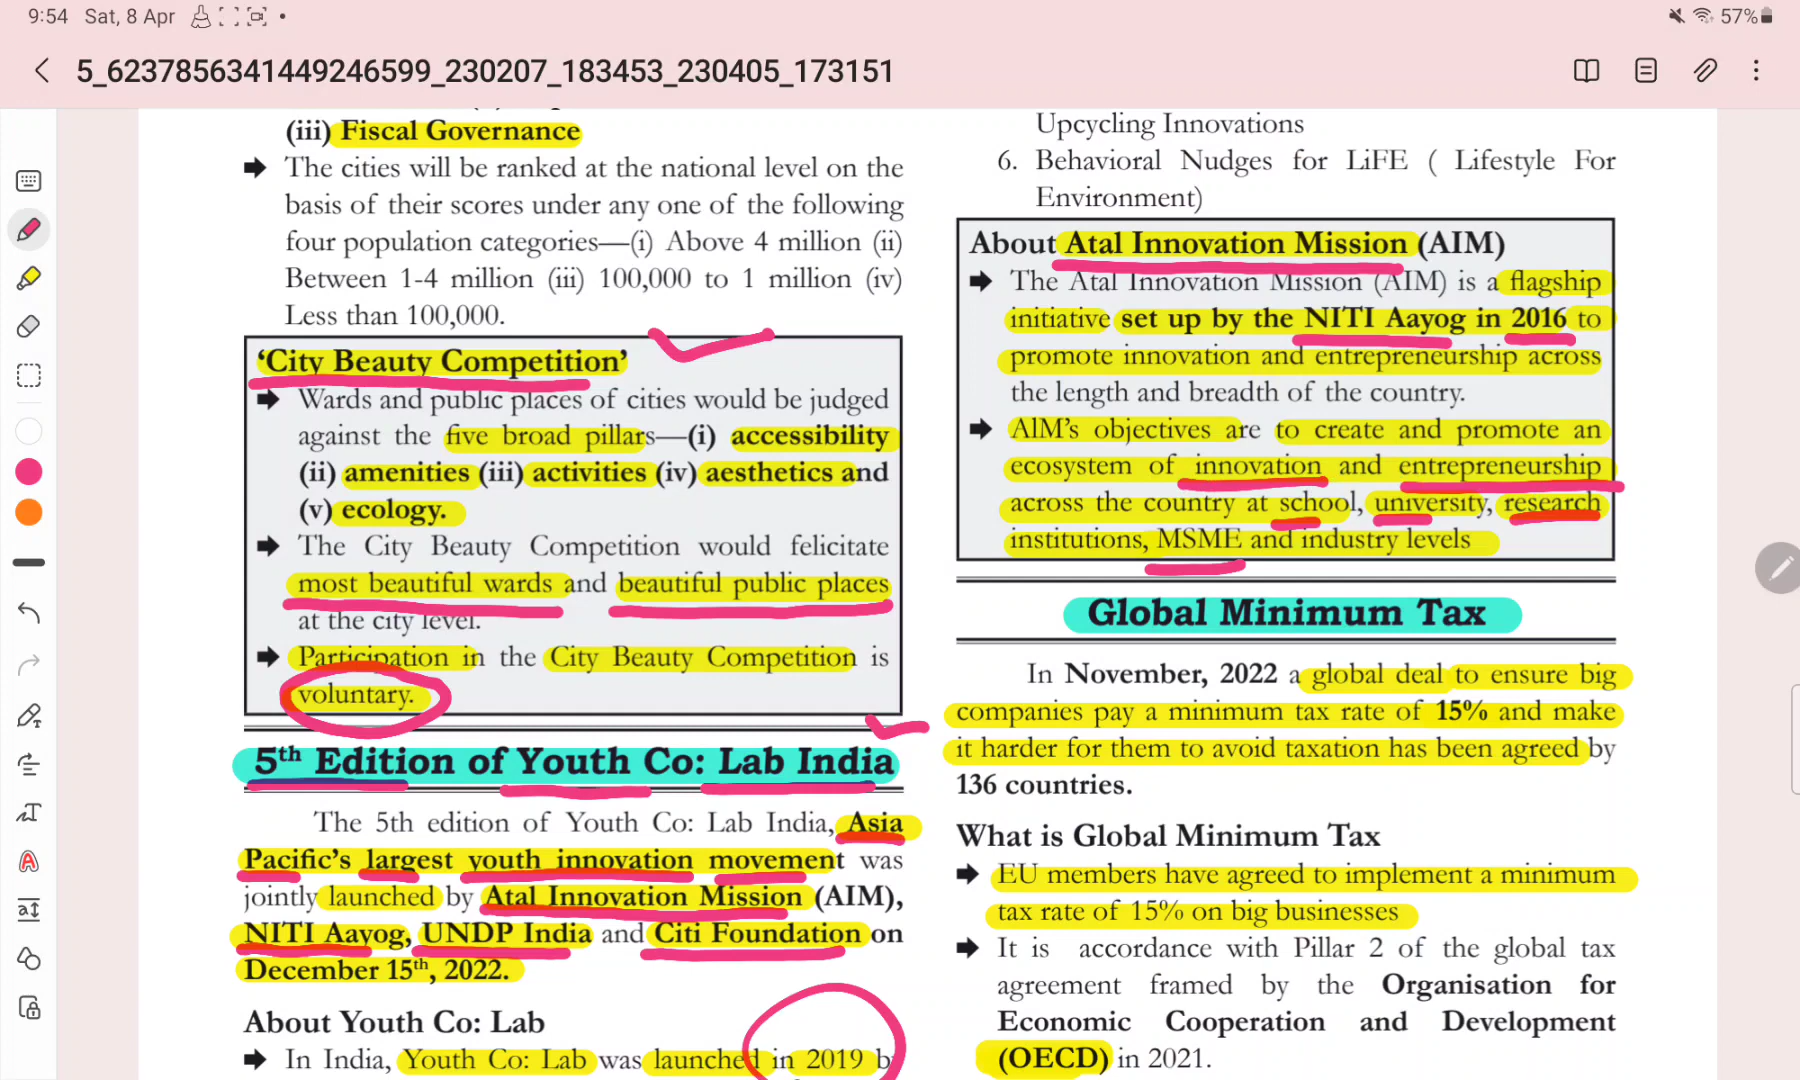 9:54 Sat, 8 Apr
57%
5_6237856341449246599_230207_183453_230405_173151
(iii) Fiscal Governance
The cities will be ranked at the national level on the
basis of their scores under any one of the following
four population categories—(i) Above 4 million (ii)
Between 1-4 million (iii) 100,000 to 1 million (iv)
Less than 100,000.
‘City Beauty Competition’
Wards and public places of cities would be judged
against the five broad pillars—(i) accessibility
(ii) amenities (iii) activities (iv) aesthetics and
(v) ecology.
The City Beauty Competition would felicitate
most beautiful wards and beautiful public places
at the city level.
Participation in the City Beauty Competition is
voluntary.
5th Edition of Youth Co: Lab India
The 5th edition of Youth Co: Lab India, Asia
Pacific’s largest youth innovation movement was
jointly launched by Atal Innovation Mission (AIM),
NITI Aayog, UNDP India and Citi Foundation on
December 15th, 2022.
About Youth Co: Lab
In India, Youth Co: Lab was launched in 2019 by
Upcycling Innovations
6. Behavioral Nudges for LiFE ( Lifestyle For
Environment)
About Atal Innovation Mission (AIM)
The Atal Innovation Mission (AIM) is a flagship
initiative set up by the NITI Aayog in 2016 to
promote innovation and entrepreneurship across
the length and breadth of the country.
AIM’s objectives are to create and promote an
ecosystem of innovation and entrepreneurship
across the country at school, university, research
institutions, MSME and industry levels
Global Minimum Tax
In November, 2022 a global deal to ensure big
companies pay a minimum tax rate of 15% and make
it harder for them to avoid taxation has been agreed by
136 countries.
What is Global Minimum Tax
EU members have agreed to implement a minimum
tax rate of 15% on big businesses
It is accordance with Pillar 2 of the global tax
agreement framed by the Organisation for
Economic Cooperation and Development
(OECD) in 2021.